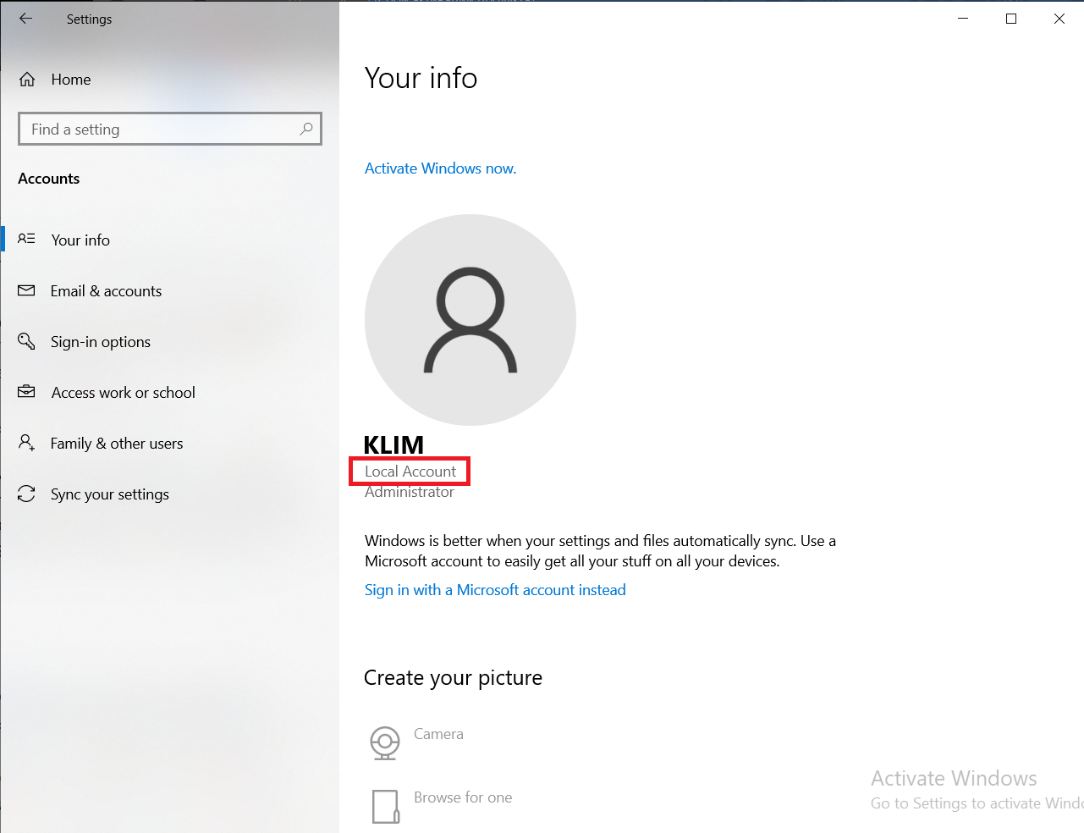 Settings
Home
Find a setting
Accounts
Your info
Email & accounts
Sign-in options
Access work or school
Family & other users
Sync your settings
Your info
Activate Windows now.
KLIM
Local Account
Administrator
Windows is better when your settings and files automatically sync. Use a
Microsoft account to easily get all your stuff on all your devices.
Sign in with a Microsoft account instead
Create your picture
Camera
Browse for one
Activate Windows
Go to Settings to activate Windo